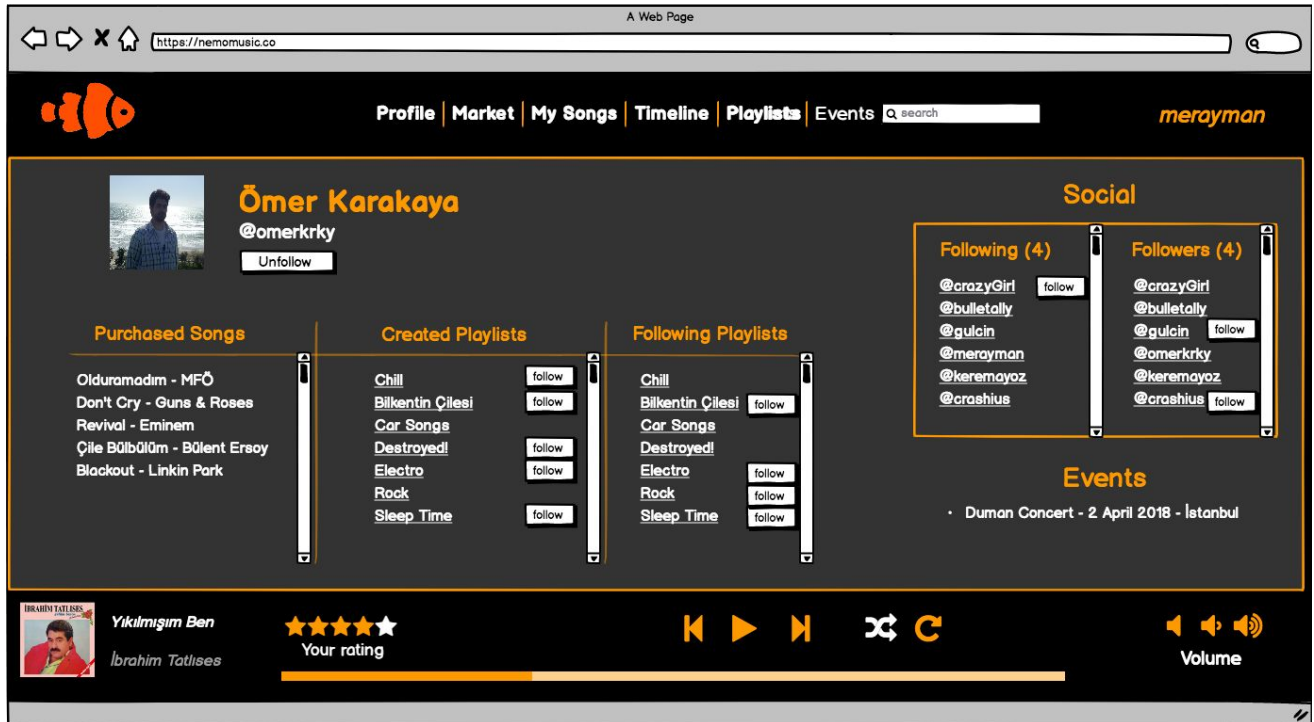 A Web Page
https://nemomusic.co
Profile | Market | My Songs | Timeline | Playlists | Events
search
merayman
Ömer Karakaya
@omerkrky
Unfollow
Purchased Songs
Olduramadım - MFÖ
Don't Cry - Guns & Roses
Revival - Eminem
Çile Bülbülüm - Bülent Ersoy
Blackout - Linkin Park
Created Playlists
Chill follow
Bilkentin Çilesi follow
Car Songs
Destroyed! follow
Electro follow
Rock
Sleep Time follow
Following Playlists
Chill
Bilkentin Çilesi follow
Car Songs
Destroyed!
Electro follow
Rock follow
Sleep Time follow
Social
Following (4)
@crazyGirl follow
@bulletally
@gulcin
@merayman
@keremayoz
@crashius
Followers (4)
@crazyGirl
@bulletally
@gulcin follow
@omerkrky
@keremayoz
@crashius follow
Events
• Duman Concert - 2 April 2018 - İstanbul
İBRAHİM TATLISES
Yıkılmışım Ben
İbrahim Tatlıses
Your rating
Volume